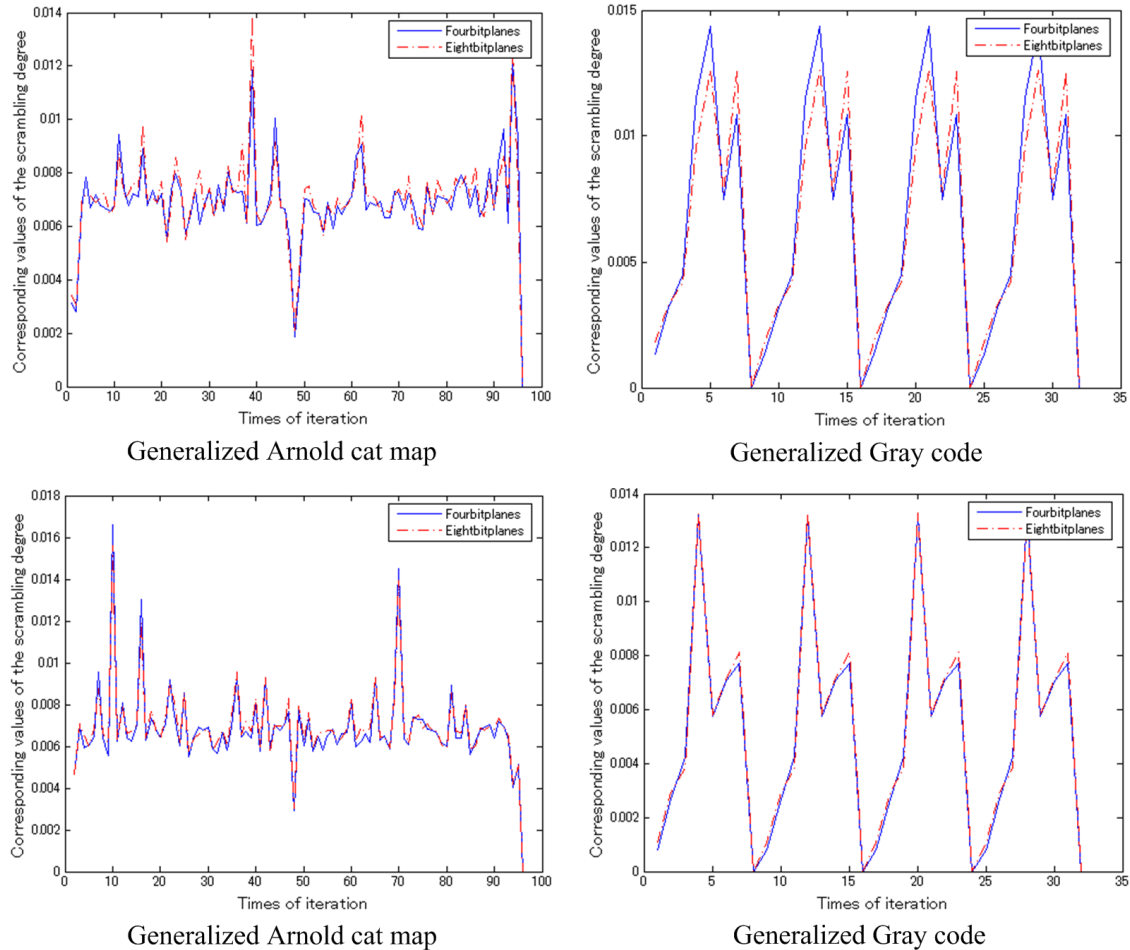 0.014
0.012
0.01
0.008
0.006
0.004
0.002
0
0 10 20 30 40 50 60 70 80 90 100
Corresponding values of the scrambling degree
Times of iteration
Fourbitplanes
Eightbitplanes
Generalized Arnold cat map
0.015
0.01
0.005
0
0 5 10 15 20 25 30 35
Corresponding values of the scrambling degree
Times of iteration
Fourbitplanes
Eightbitplanes
Generalized Gray code
0.018
0.016
0.014
0.012
0.01
0.008
0.006
0.004
0.002
0
0 10 20 30 40 50 60 70 80 90 100
Corresponding values of the scrambling degree
Times of iteration
Fourbitplanes
Eightbitplanes
Generalized Arnold cat map
0.014
0.012
0.01
0.008
0.006
0.004
0.002
0
0 5 10 15 20 25 30 35
Corresponding values of the scrambling degree
Times of iteration
Fourbitplanes
Eightbitplanes
Generalized Gray code